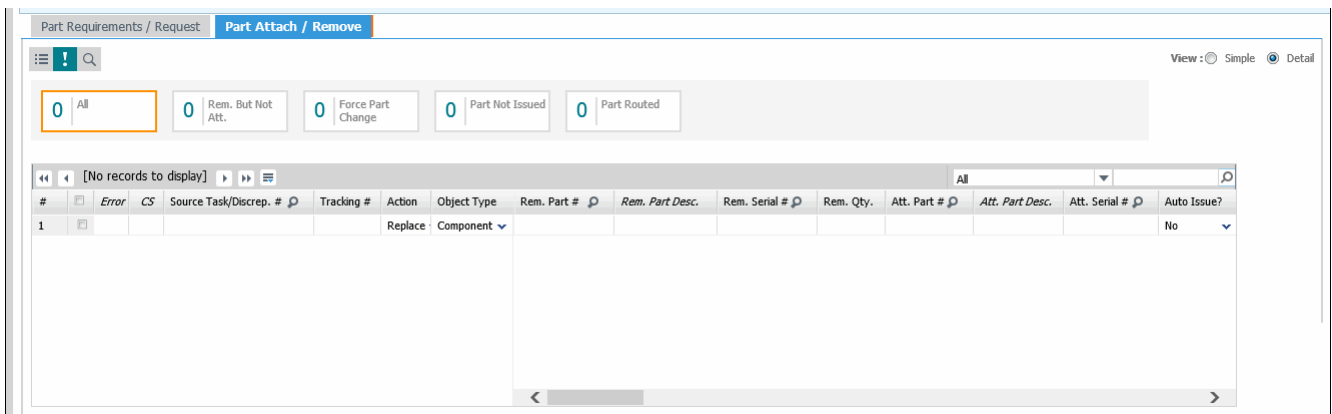 Part Requirements / Request Part Attach / Remove
! View : Simple Detail
0 All 0 Rem. But Not Att. 0 Force Part Change 0 Part Not Issued 0 Part Routed
[No records to display] All
# Error CS Source Task/Discrep. # Tracking # Action Object Type Rem. Part # Rem. Part Desc. Rem. Serial # Rem. Qty. Att. Part # Att. Part Desc. Att. Serial # Auto Issue?
1 Replace Component No